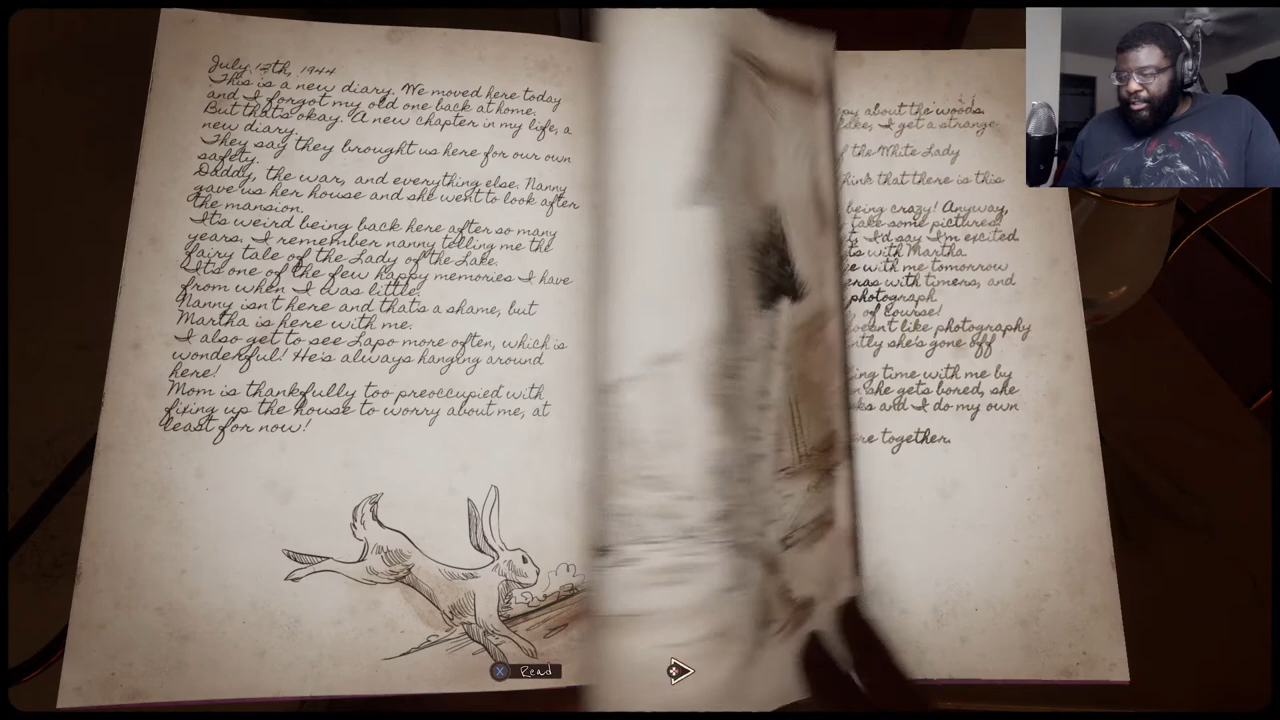 July 12th, 1944
This is a new diary. We moved here today
and I forgot my old one back at home.
But that's okay. A new chapter in my life, a
new diary.
They say they brought us here for our own
safety.
Daddy, the war, and everything else. Nanny
gave us her house and she went to look after
the mansion.
It's weird being back here after so many
years. I remember nanny telling me the
fairy tale of the Lady of the Lake.
It's one of the few happy memories I have
from when I was little.
Nanny isn't here and thats a shame, but
Martha is here with me.
I also get to see Lapo more often, which is
wonderful! He's always hanging around
here!
Mom is thankfully too preoccupied with
fixing up the house to worry about me, at
least for now!
about the woods.
I get a strange
the White Lady
think that there is this
being crazy! Anyway,
take some pictures!
I'd say I'm excited.
with Martha.
with me tomorrow
with timers, and
photograph
of course!
doesn't like photography
she's gone off
time with me by
she gets bored, she
and I do my own
together.
X Read